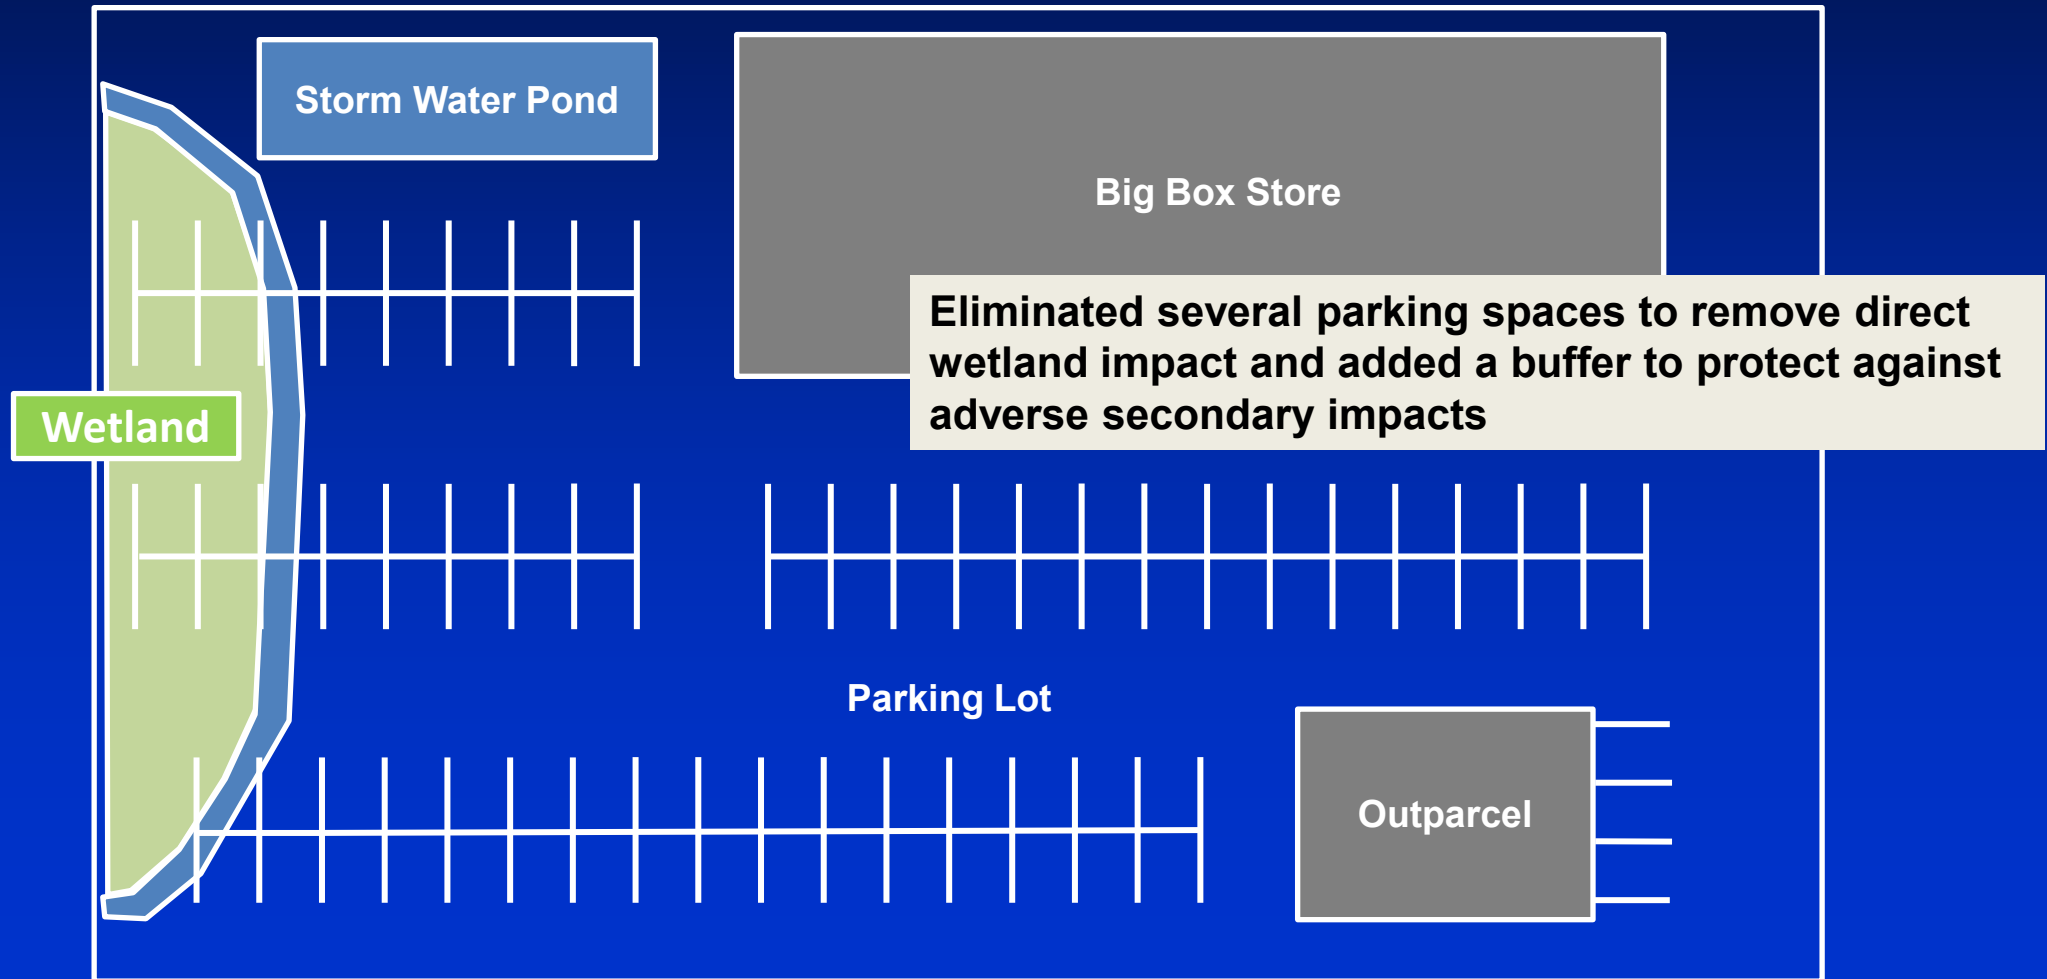 Storm Water Pond
Big Box Store
Eliminated several parking spaces to remove direct
wetland impact and added a buffer to protect against
adverse secondary impacts
Wetland
Parking Lot
Outparcel